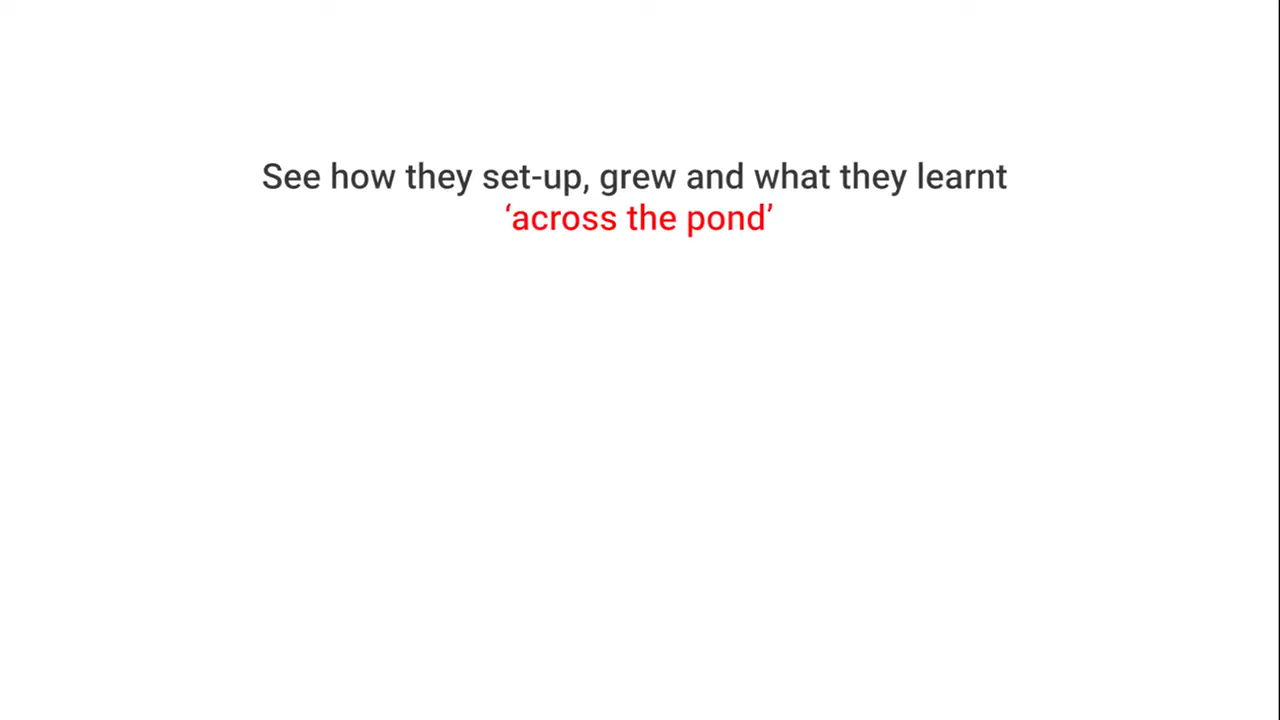 See how they set-up, grew and what they learnt
‘across the pond’